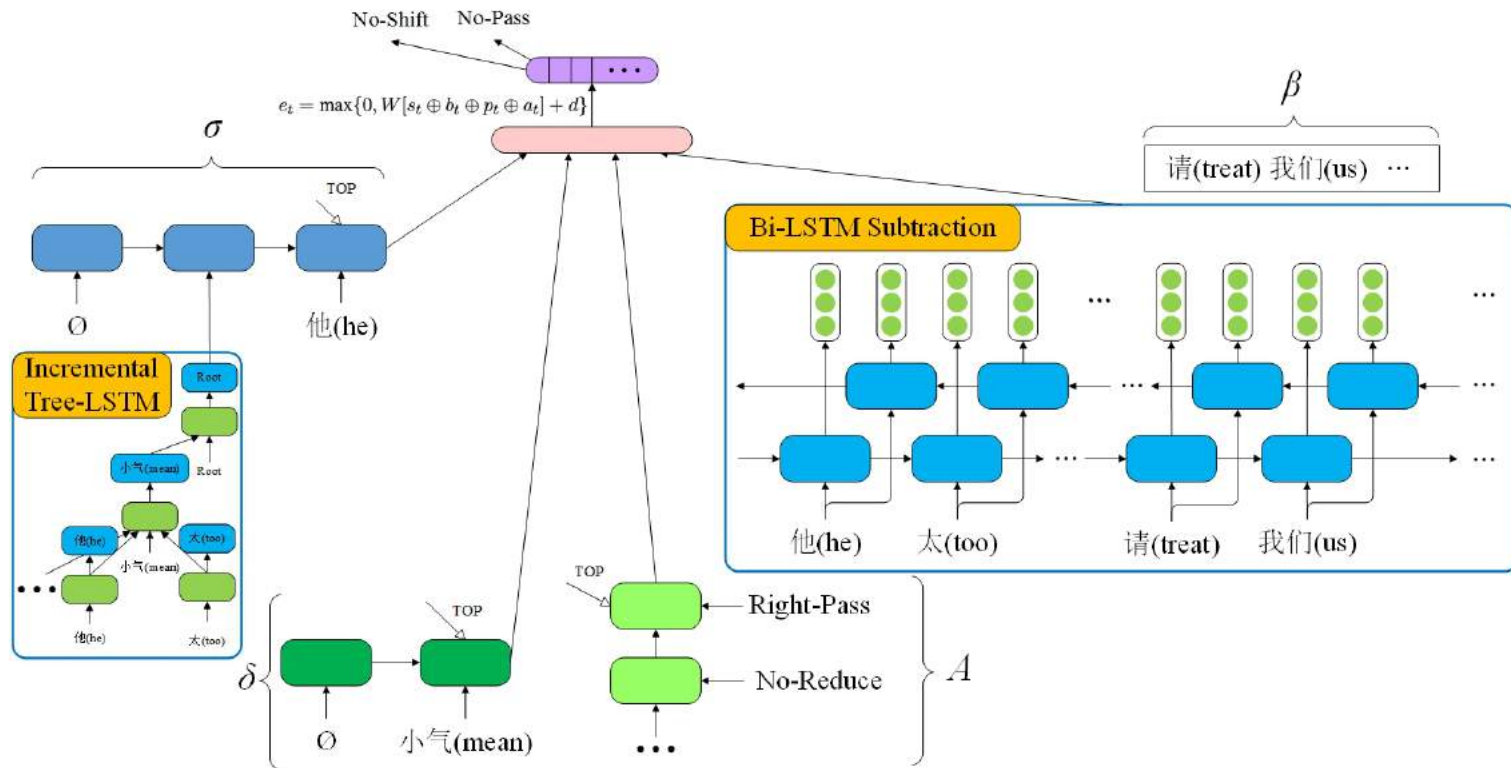 No-Shift No-Pass
e_t = max{0, W[s_t ⊕ b_t ⊕ p_t ⊕ a_t] + d}
σ
TOP
Ø
他(he)
β
请(treat) 我们(us) ···
Bi-LSTM Subtraction
···
···
···
···
···
···
他(he) 太(too) 请(treat) 我们(us)
Incremental
Tree-LSTM
Root
小气(mean)
Root
他(he)
太(too)
小气(mean)
•••
他(he)
太(too)
δ
TOP
Ø
小气(mean)
TOP
Right-Pass
No-Reduce
•••
A